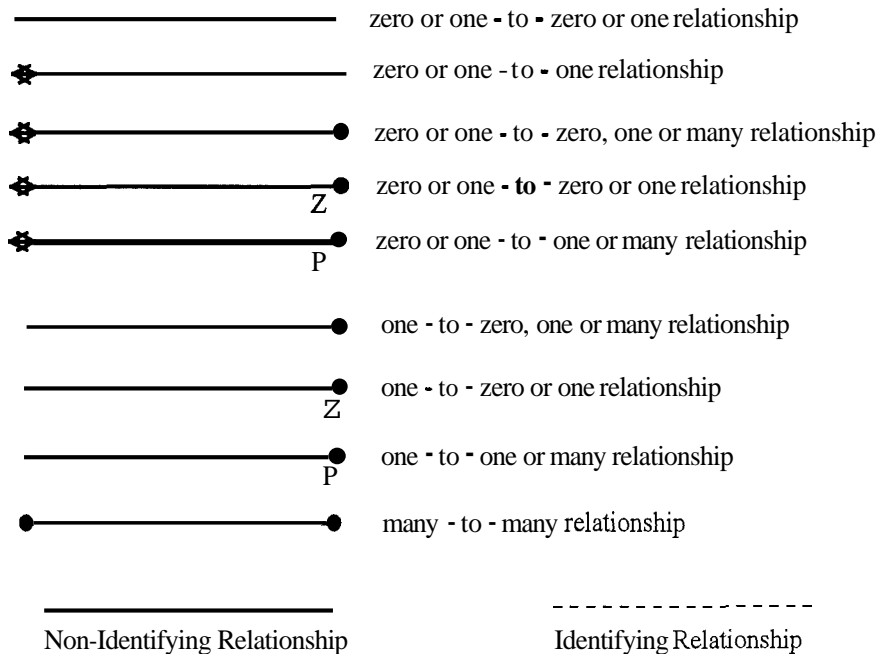 zero or one - to - zero or one relationship
zero or one - to - one relationship
zero or one - to - zero, one or many relationship
zero or one - to - zero or one relationship
Z
zero or one - to - one or many relationship
P
one - to - zero, one or many relationship
one - to - zero or one relationship
Z
one - to - one or many relationship
P
many - to - many relationship
Non-Identifying Relationship
Identifying Relationship